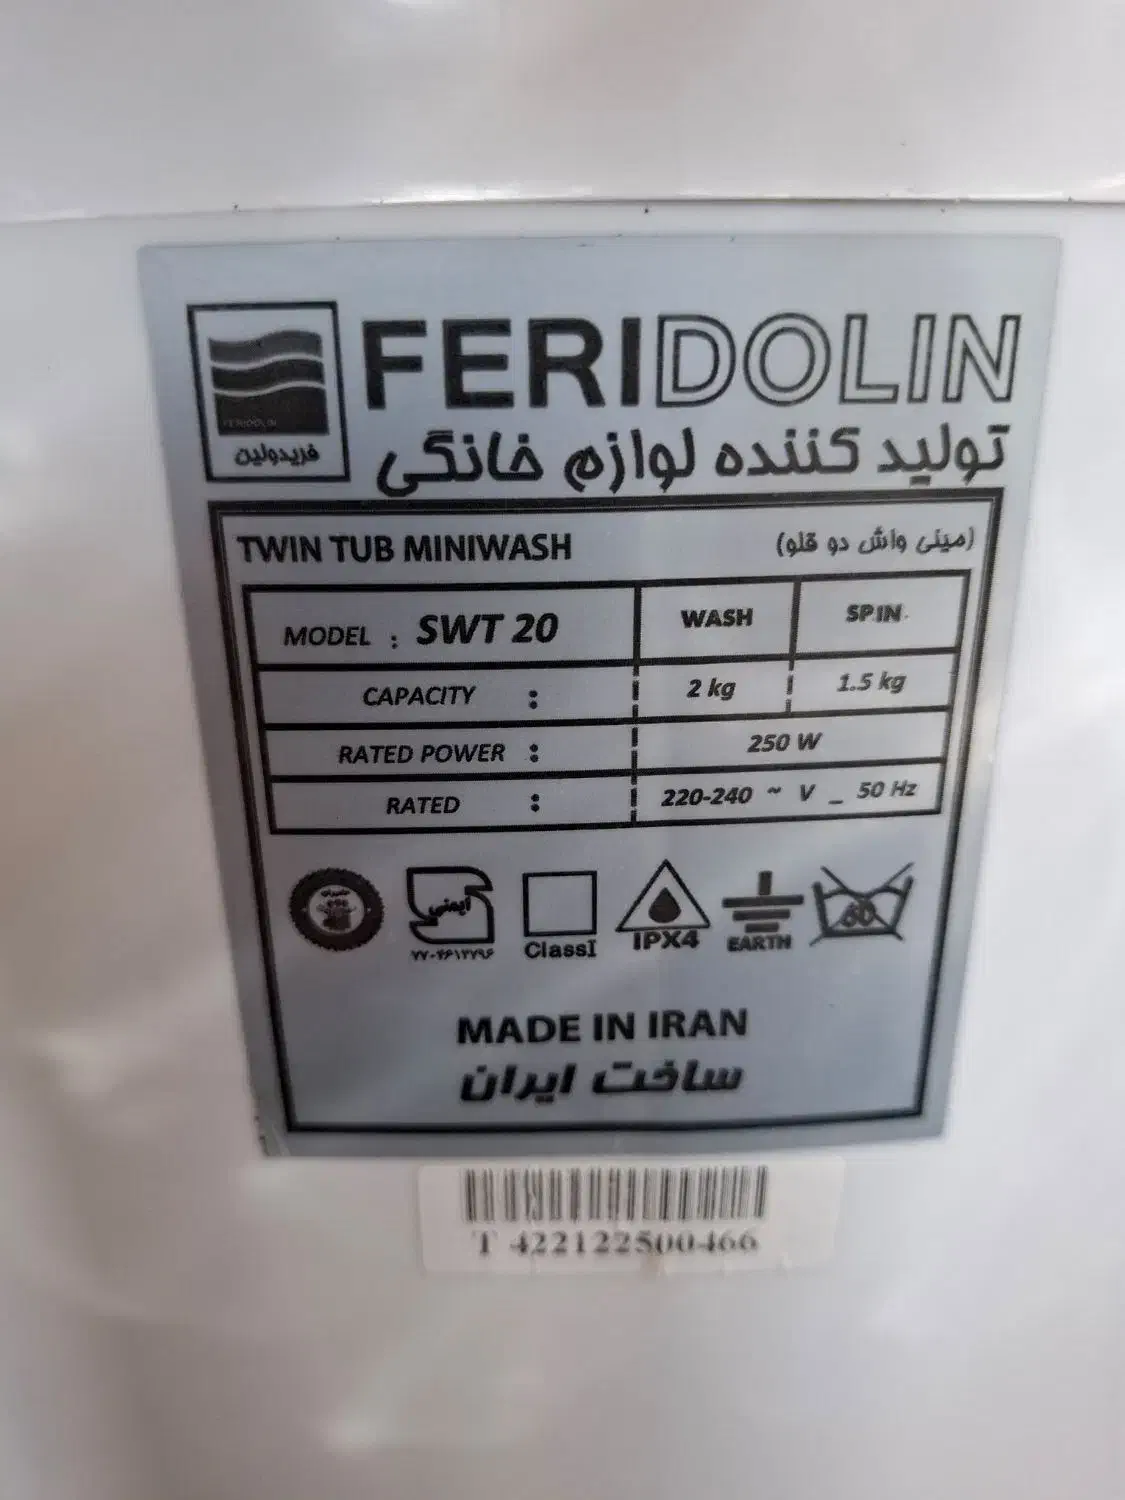 FERIDOLIN
FERIDOLIN
فریدولین
تولید کننده لوازم خانگی
TWIN TUB MINIWASH
(مینی واش دو قلو)
MODEL : SWT 20 WASH SPIN
CAPACITY : 2 kg 1.5 kg
RATED POWER : 250 W
RATED : 220-240 ~ V _ 50 Hz
ایمنی
ClassI
IPX4
EARTH
60
MADE IN IRAN
ساخت ایران
T 422122500466